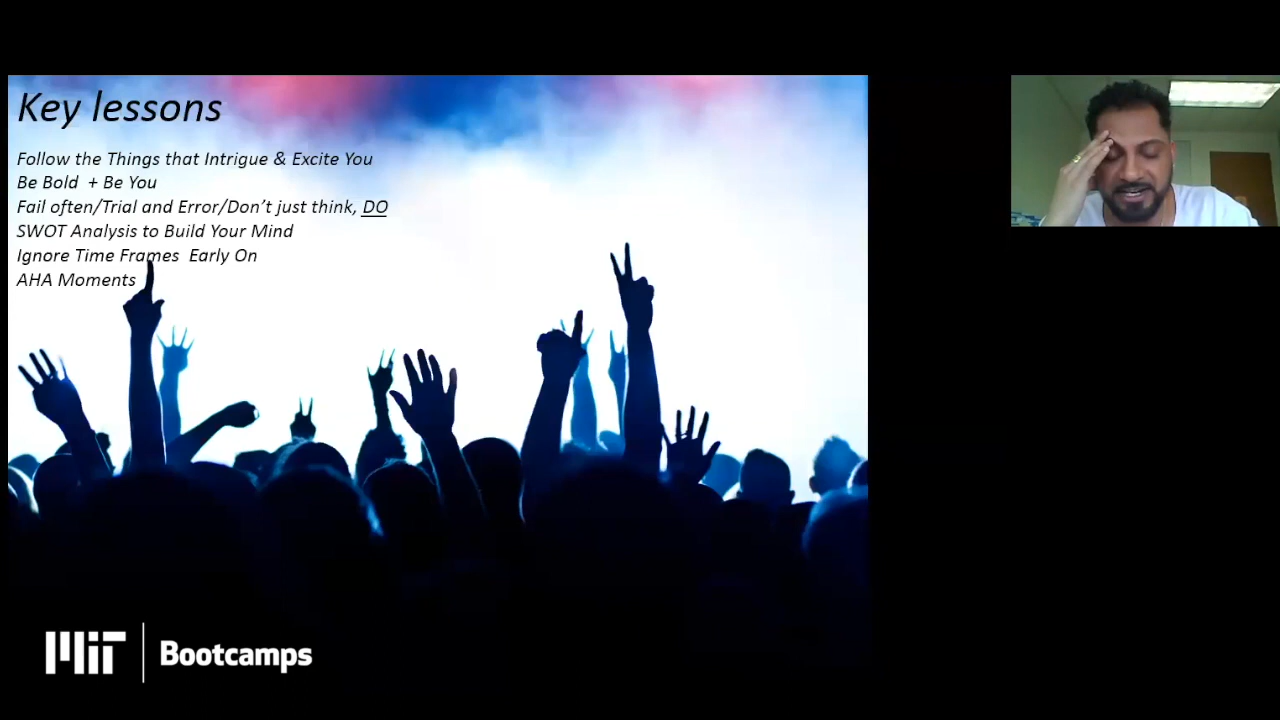 Key lessons
Follow the Things that Intrigue & Excite You
Be Bold  + Be You
Fail often/Trial and Error/Don’t just think, DO
SWOT Analysis to Build Your Mind
Ignore Time Frames  Early On
AHA Moments
MIT Bootcamps